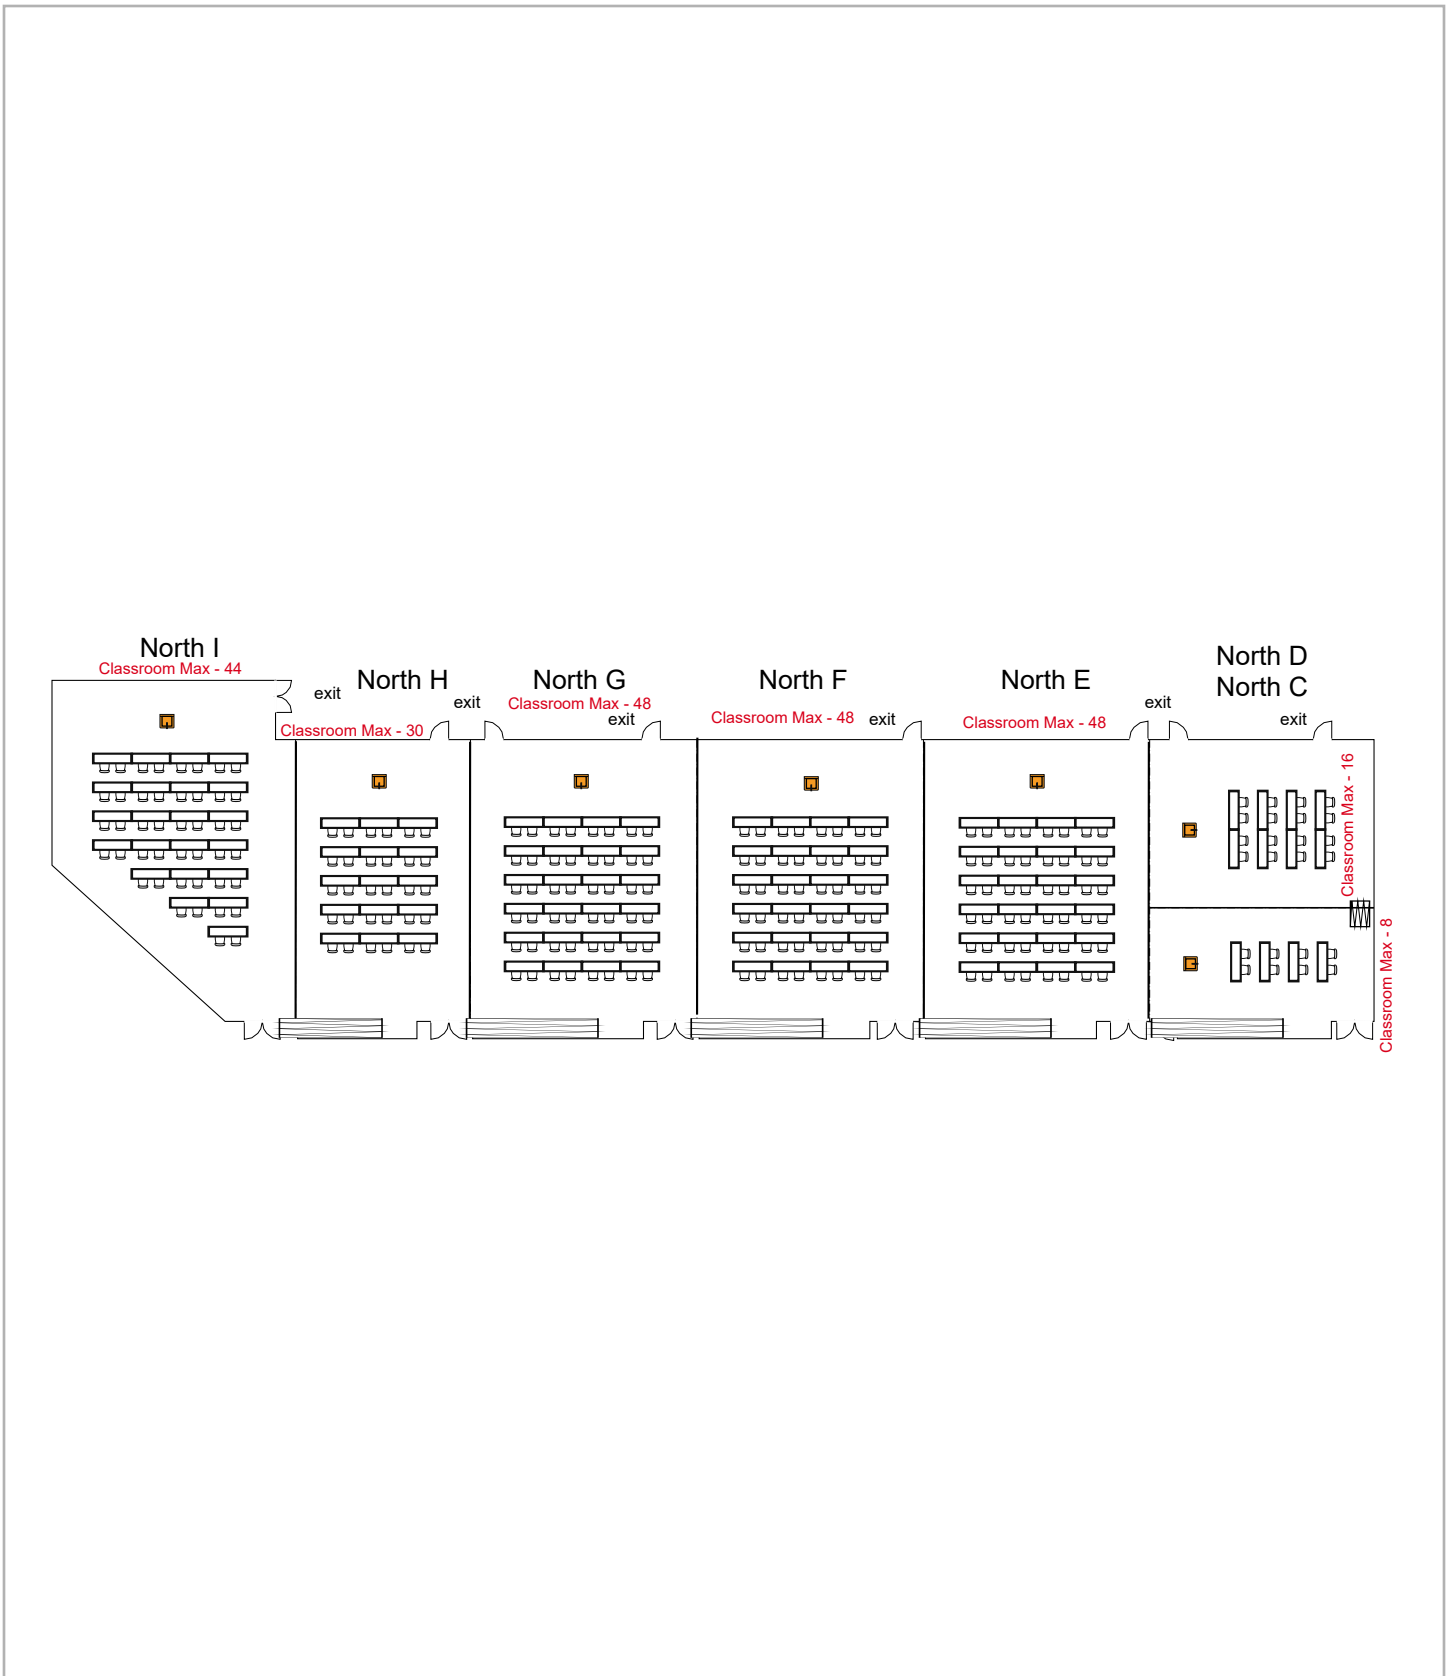 North I
Classroom Max - 44
exit
North H
Classroom Max - 30
exit
North G
Classroom Max - 48
exit
North F
Classroom Max - 48
exit
North E
Classroom Max - 48
exit
North D
North C
exit
Classroom Max - 16
Classroom Max - 8